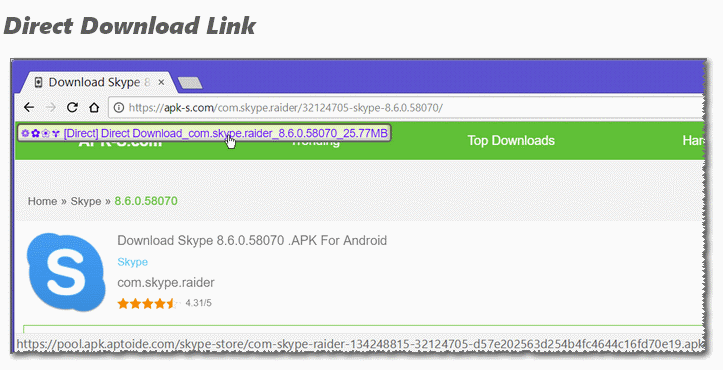 Direct Download Link
Download Skype 8
https://apk-s.com/com.skype.raider/32124705-skype-8.6.0.58070/
[Direct] Direct Download_com.skype.raider_8.6.0.58070_25.77MB
APK-S.com Trending Top Downloads Har
Home » Skype » 8.6.0.58070
Download Skype 8.6.0.58070 .APK For Android
Skype
com.skype.raider
4.31/5
https://pool.apk.aptoide.com/skype-store/com-skype-raider-134248815-32124705-d57e202563d254b4fc4644c16fd70e19.apk